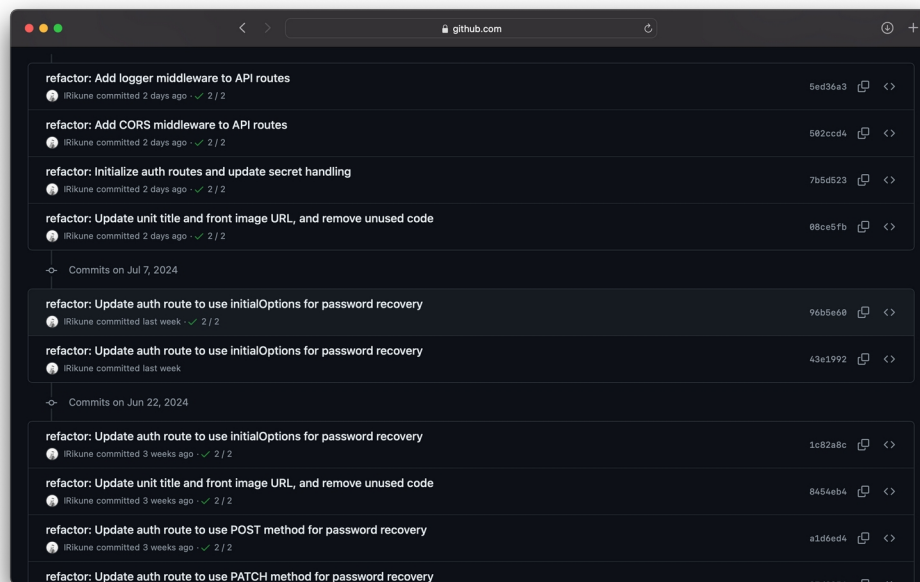 github.com
refactor: Add logger middleware to API routes
IRikune committed 2 days ago · 2 / 2
5ed36a3
refactor: Add CORS middleware to API routes
IRikune committed 2 days ago · 2 / 2
502ccd4
refactor: Initialize auth routes and update secret handling
IRikune committed 2 days ago · 2 / 2
7b5d523
refactor: Update unit title and front image URL, and remove unused code
IRikune committed 2 days ago · 2 / 2
08ce5fb
Commits on Jul 7, 2024
refactor: Update auth route to use initialOptions for password recovery
IRikune committed last week · 2 / 2
96b5e60
refactor: Update auth route to use initialOptions for password recovery
IRikune committed last week
43e1992
Commits on Jun 22, 2024
refactor: Update auth route to use initialOptions for password recovery
IRikune committed 3 weeks ago · 2 / 2
1c82a8c
refactor: Update unit title and front image URL, and remove unused code
IRikune committed 3 weeks ago · 2 / 2
8454eb4
refactor: Update auth route to use POST method for password recovery
IRikune committed 3 weeks ago · 2 / 2
a1d6ed4
refactor: Update auth route to use PATCH method for password recovery